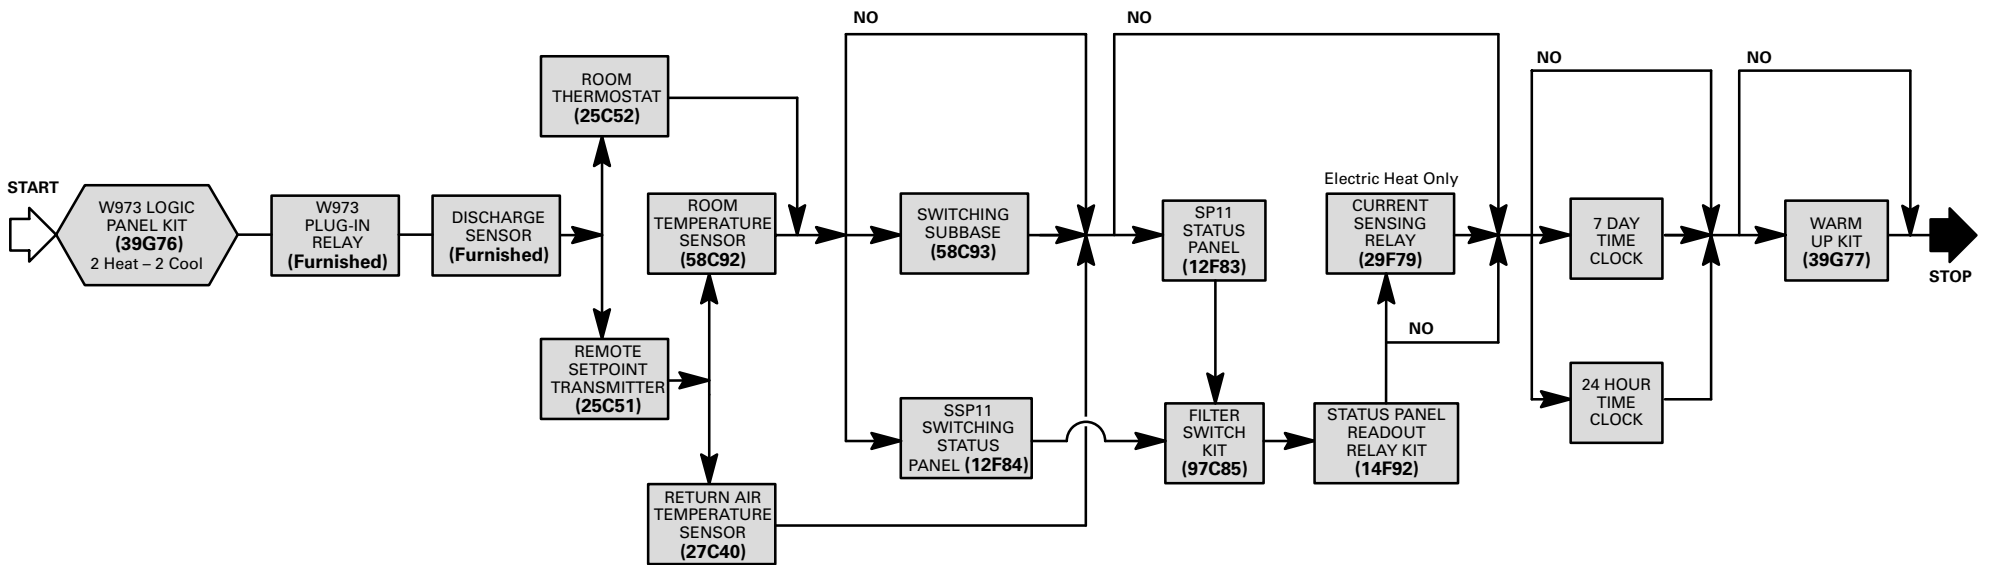 START
W973 LOGIC
PANEL KIT
(39G76)
2 Heat – 2 Cool
W973
PLUG-IN
RELAY
(Furnished)
DISCHARGE
SENSOR
(Furnished)
ROOM
THERMOSTAT
(25C52)
REMOTE
SETPOINT
TRANSMITTER
(25C51)
ROOM
TEMPERATURE
SENSOR
(58C92)
RETURN AIR
TEMPERATURE
SENSOR
(27C40)
NO
SWITCHING
SUBBASE
(58C93)
SSP11
SWITCHING
STATUS
PANEL (12F84)
NO
SP11
STATUS
PANEL
(12F83)
FILTER
SWITCH
KIT
(97C85)
Electric Heat Only
CURRENT
SENSING
RELAY
(29F79)
NO
STATUS PANEL
READOUT
RELAY KIT
(14F92)
NO
7 DAY
TIME
CLOCK
24 HOUR
TIME
CLOCK
NO
WARM
UP KIT
(39G77)
STOP